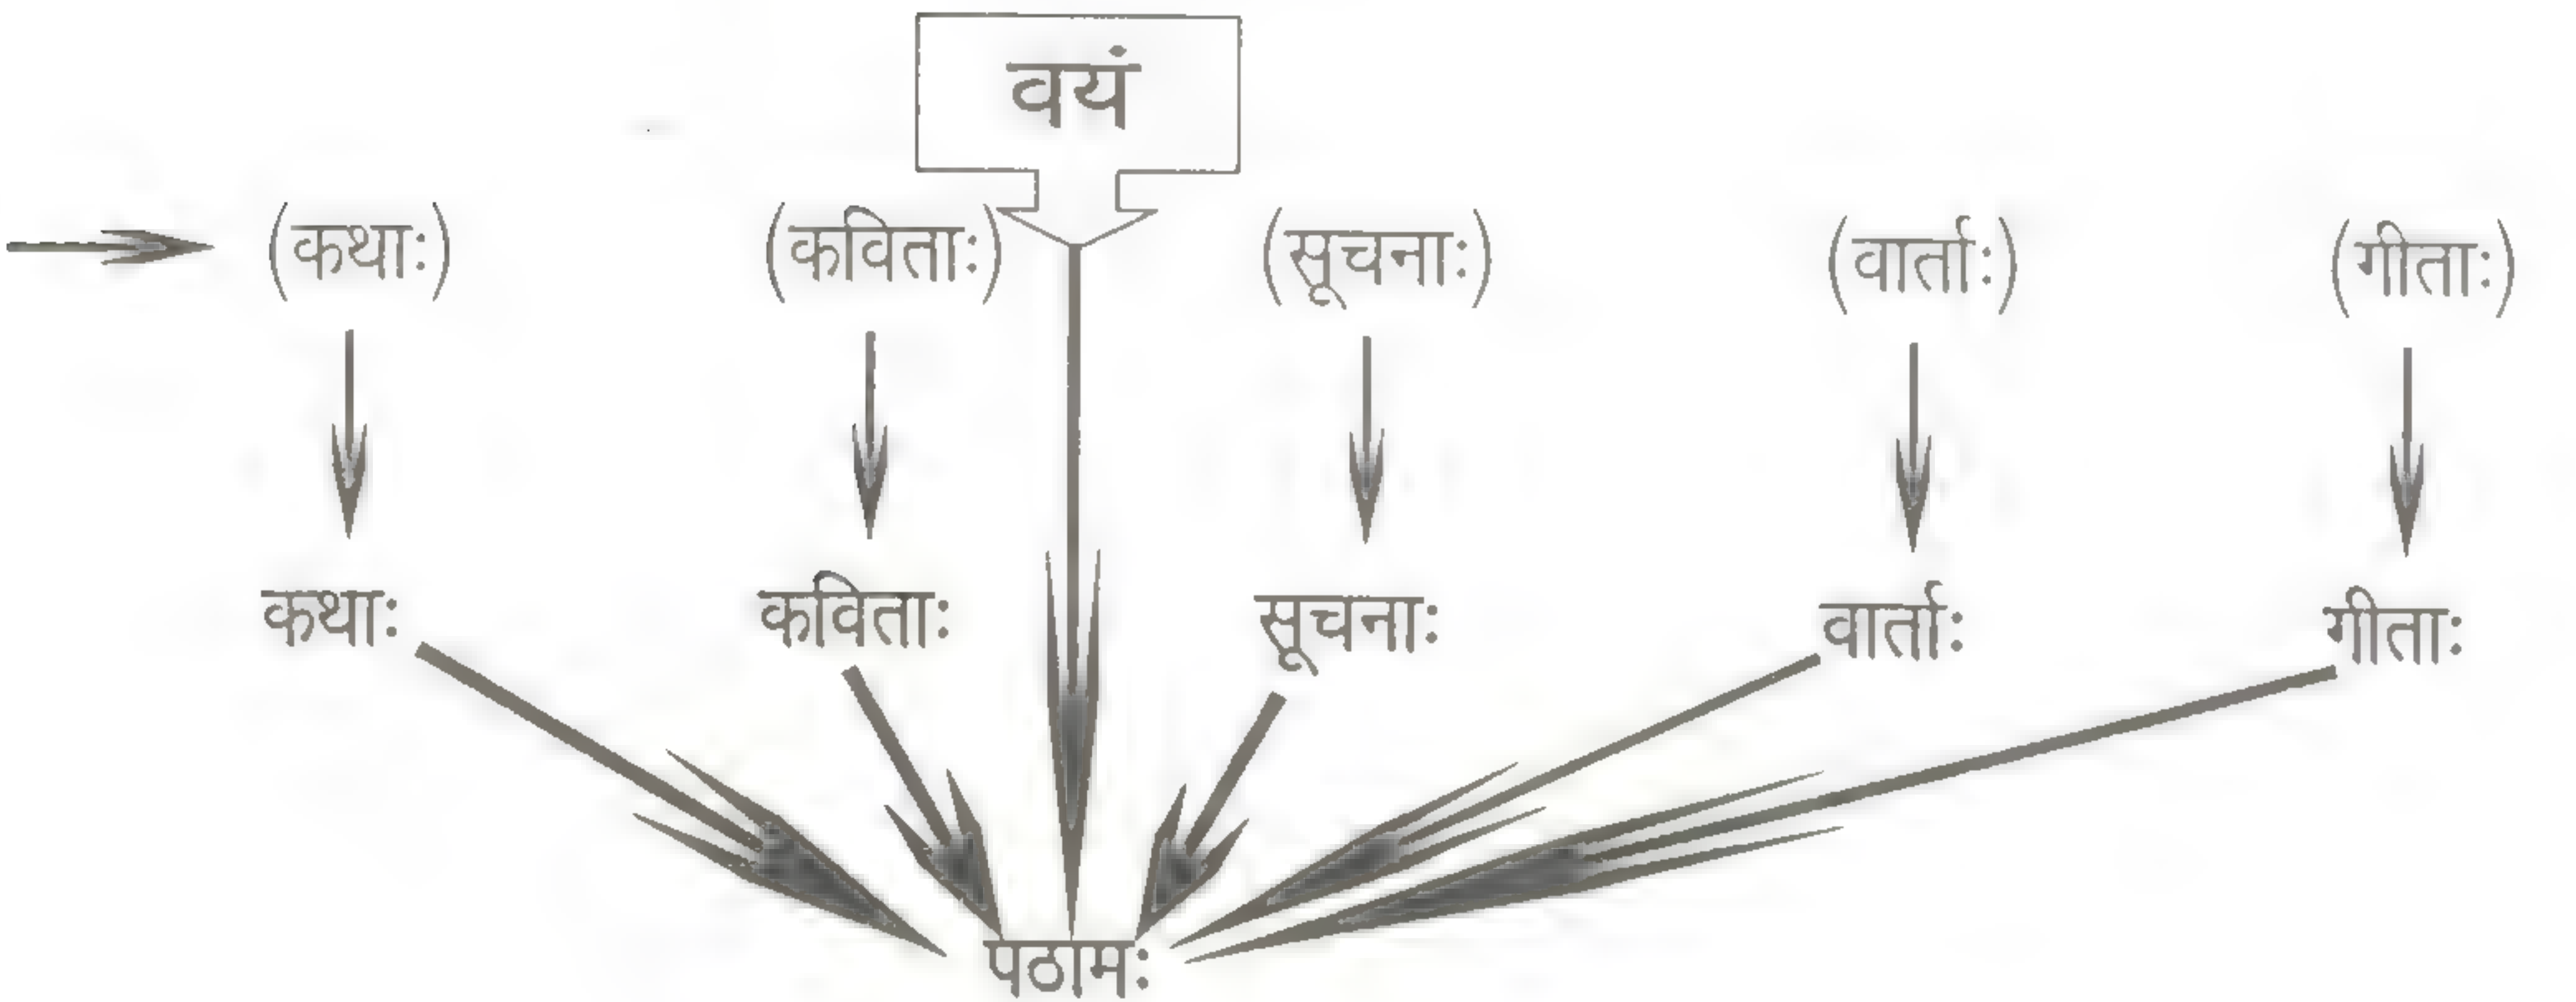 वयं
(कथाः) (कविताः) (सूचनाः) (वार्ताः) (गीताः)
कथाः कविताः सूचनाः वार्ताः गीताः
पठामः